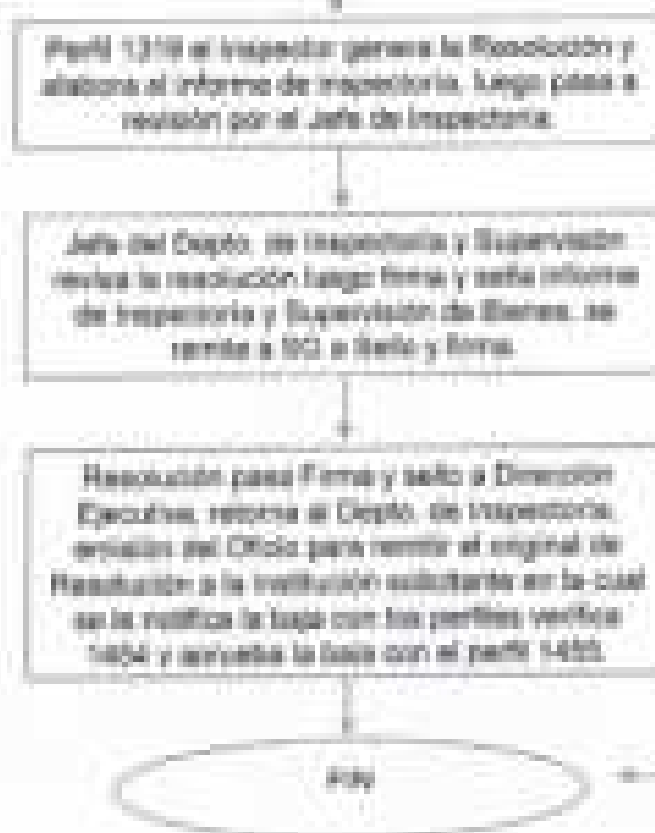 Perfil 1319 el inspector genera la Resolución y
elabora el informe de inspectoría, luego pasa a
revisión por el Jefe de Inspectoría.
Jefe del Depto. de Inspectoría y Supervisión
revisa la resolución luego firma y sella informe
de Inspectoría y Supervisión de Bienes, se
remite a a Sello y Firma.
Resolución pasa Firma y sello a Dirección
Ejecutiva, retorna al Depto. de Inspectoría,
emisión del Oficio para remitir el original de
Resolución a la institución solicitante en la cual
se le notifica la baja con los perfiles verifica
1454 y aprueba la baja con el perfil
FIN